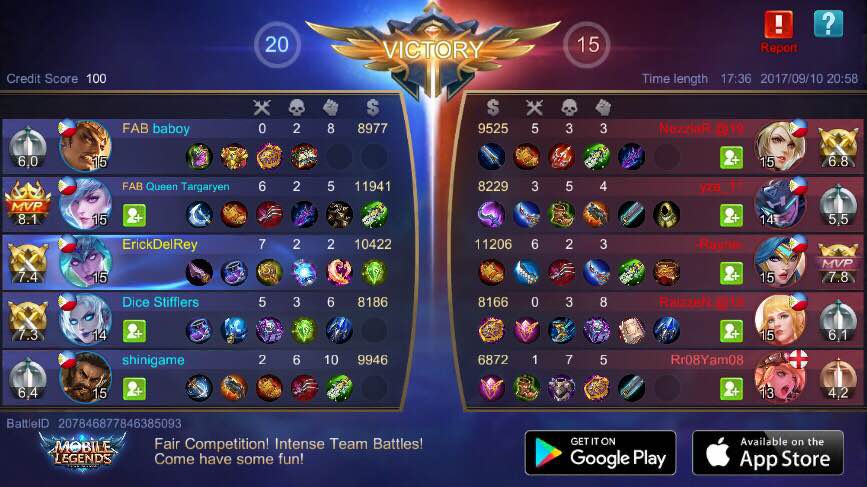 20 VICTORY 15
Report
Credit Score 100
Time length 17:36 2017/09/10 20:58
6,0 15 FAB baboy 0 2 8 8977
9525 5 3 3 NezzieR.@19 15 6.8
MVP 8.1 15 FAB Queen Targaryen 6 2 5 11941
8229 3 5 4 yza_11 14 5,5
7.4 15 ErickDelRey 7 2 2 10422
11206 6 2 3 15 MVP 7.8
7.3 14 Dice Stifflers 5 3 6 8186
8166 0 3 8 15 6,1
6,4 15 shinigame 2 6 10 9946
6872 1 7 5 Rr08Yam08 13 4,2
BattleID 207846877846385093
MOBILE LEGENDS
Fair Competition! Intense Team Battles!
Come have some fun!
GET IT ON
Google Play
Available on the
App Store